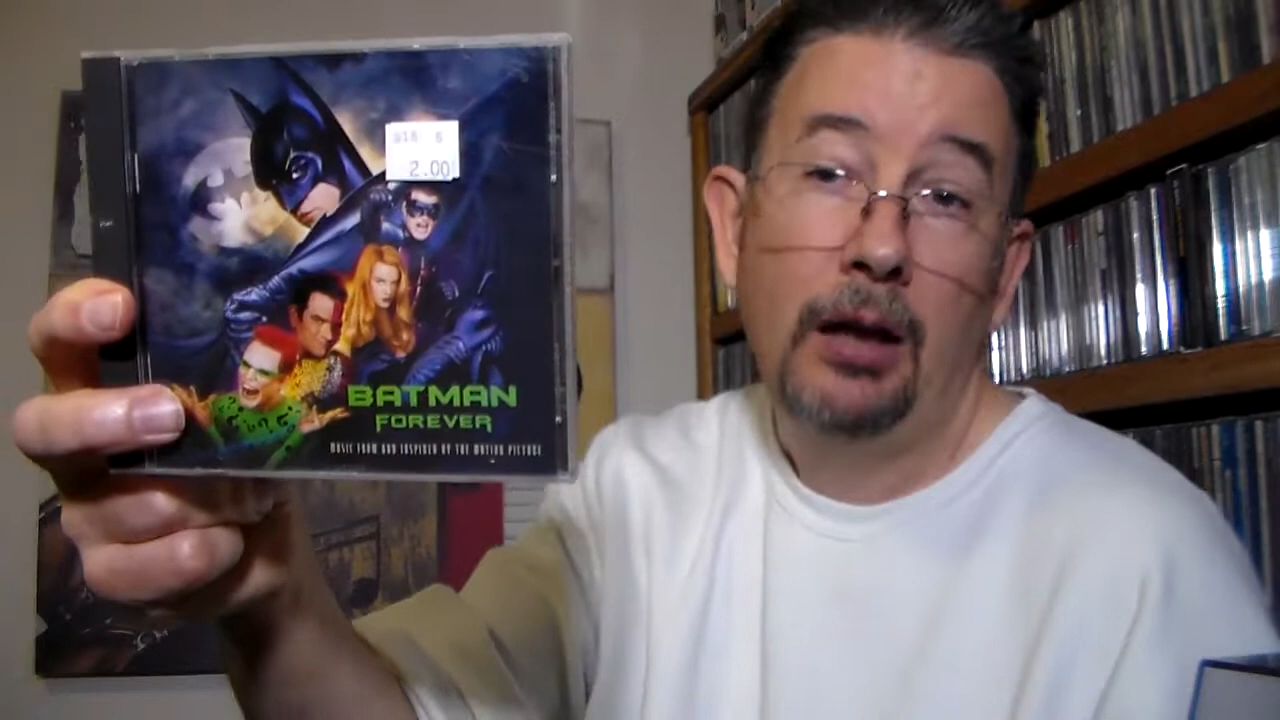 2.00
BATMAN
FOREVER
MUSIC FROM AND INSPIRED BY THE MOTION PICTURE